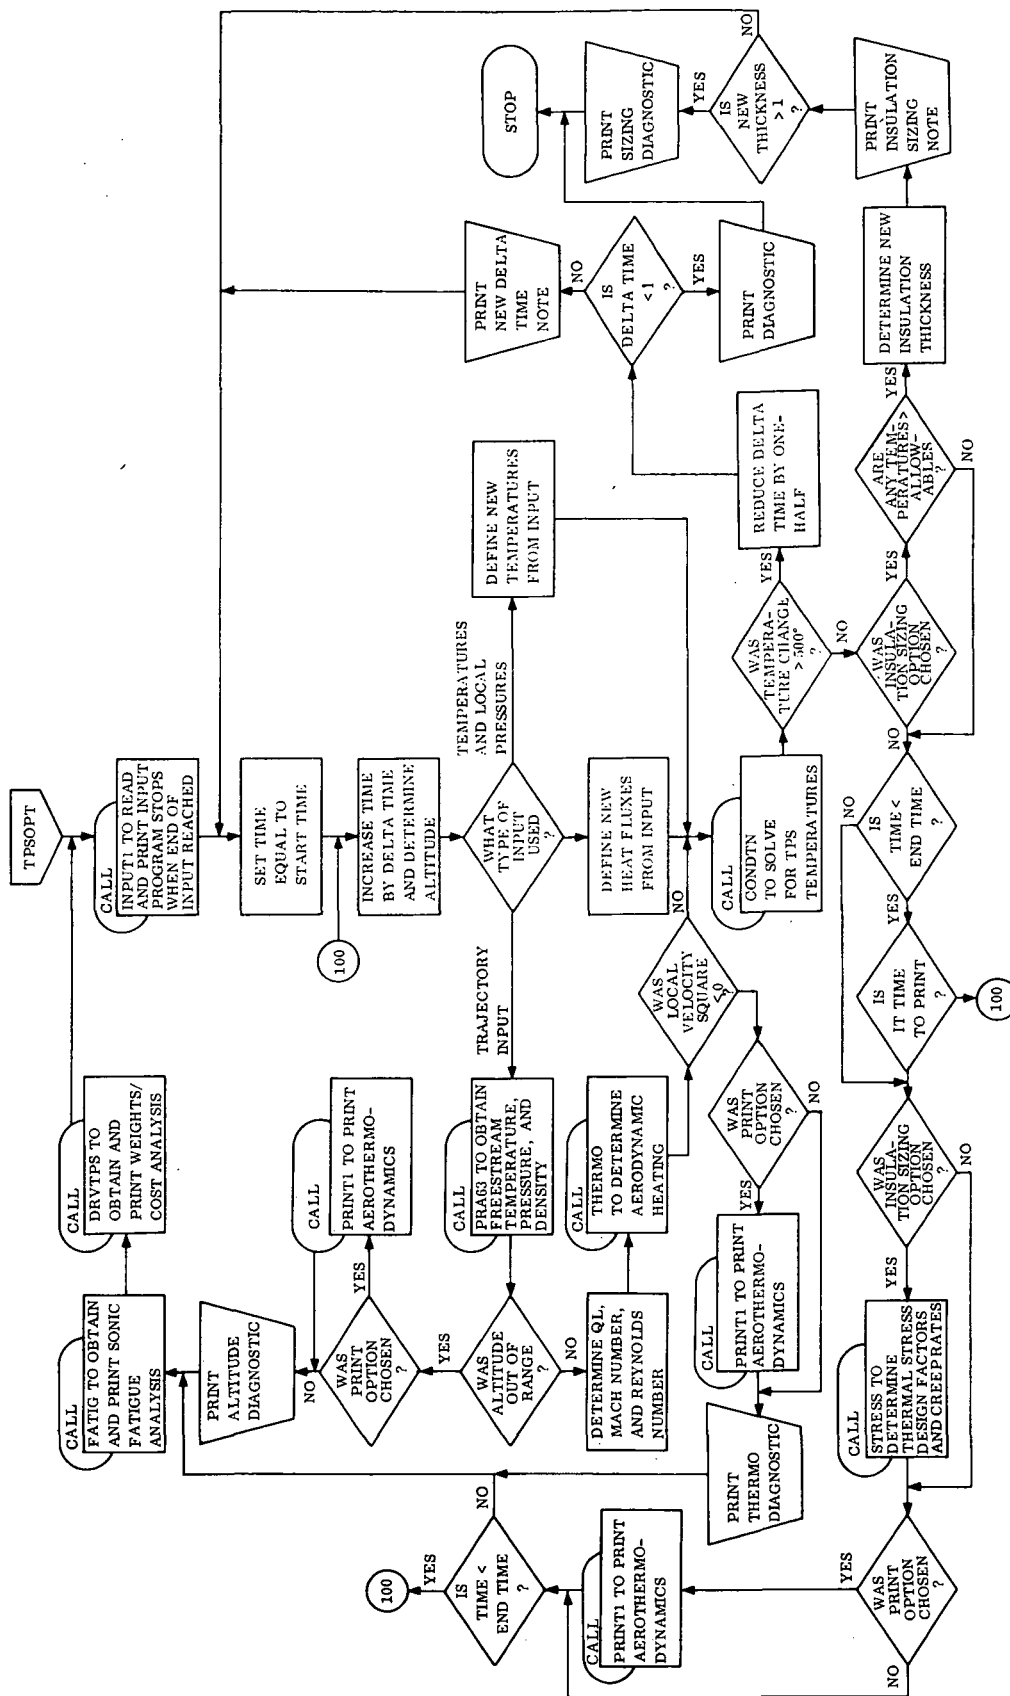 TPSOPT
CALL
INPUT1 TO READ
AND PRINT INPUT
PROGRAM STOPS
WHEN END OF
INPUT REACHED
SET TIME
EQUAL TO
START TIME
100
INCREASE TIME
BY DELTA TIME
AND DETERMINE
ALTITUDE
WHAT
TYPE OF
INPUT
USED
?
TEMPERATURES
AND LOCAL
PRESSURES
DEFINE NEW
TEMPERATURES
FROM INPUT
DEFINE NEW
HEAT FLUXES
FROM INPUT
TRAJECTORY
INPUT
CALL
PRA63 TO OBTAIN
FREESTREAM
TEMPERATURE,
PRESSURE, AND
DENSITY
WAS
ALTITUDE
OUT OF
RANGE
?
YES
NO
WAS
PRINT
OPTION
CHOSEN
?
YES
NO
CALL
PRINT1 TO PRINT
AEROTHERMO-
DYNAMICS
PRINT
ALTITUDE
DIAGNOSTIC
CALL
FATIG TO OBTAIN
AND PRINT SONIC
FATIGUE
ANALYSIS
CALL
DRVTPS TO
OBTAIN AND
PRINT WEIGHTS/
COST ANALYSIS
DETERMINE QL,
MACH NUMBER,
AND REYNOLDS
NUMBER
CALL
THERMO
TO DETERMINE
AERODYNAMIC
HEATING
WAS
LOCAL
VELOCITY
SQUARE
<0
?
NO
WAS
PRINT
OPTION
CHOSEN
?
YES
NO
CALL
PRINT1 TO PRINT
AEROTHERMO-
DYNAMICS
PRINT
THERMO
DIAGNOSTIC
CALL
CONDTN
TO SOLVE
FOR TPS
TEMPERATURES
WAS
TEMPERA-
TURE CHANGE
>500°
?
YES
NO
REDUCE DELTA
TIME BY ONE-
HALF
IS
DELTA TIME
<1
?
NO
YES
PRINT
NEW DELTA
TIME
NOTE
PRINT
DIAGNOSTIC
STOP
WAS
INSULA-
TION SIZING
OPTION
CHOSEN
?
YES
NO
ARE
ANY TEM-
PERATURES>
ALLOW-
ABLES
?
YES
NO
DETERMINE NEW
INSULATION
THICKNESS
PRINT
INSULATION
SIZING
NOTE
IS
NEW
THICKNESS
>1
?
YES
NO
PRINT
SIZING
DIAGNOSTIC
IS
TIME <
END TIME
?
NO
YES
IS
IT TIME
TO PRINT
?
100
WAS
INSULA-
TION SIZING
OPTION
CHOSEN
?
YES
NO
CALL
STRESS TO
DETERMINE
THERMAL STRESS
DESIGN FACTORS
AND CREEPRATES
WAS
PRINT
OPTION
CHOSEN
?
YES
NO
CALL
PRINT1 TO PRINT
AEROTHERMO-
DYNAMICS
IS
TIME <
END TIME
?
NO
YES
100